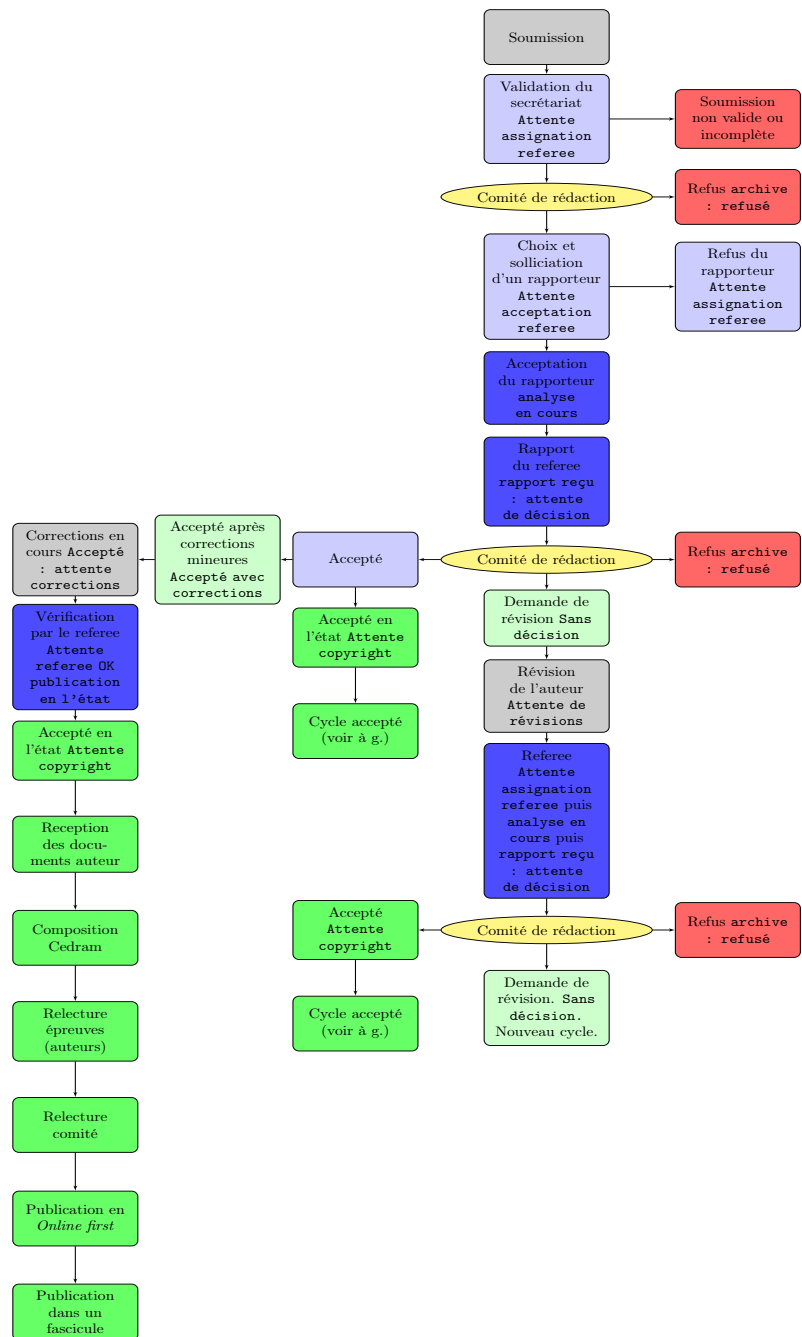 Soumission
Validation du
secrétariat
Attente
assignation
referee
Soumission
non valide ou
incomplète
Comité de rédaction
Refus archive
: refusé
Choix et
solliciation
d'un rapporteur
Attente
acceptation
referee
Refus du
rapporteur
Attente
assignation
referee
Acceptation
du rapporteur
analyse
en cours
Rapport
du referee
rapport reçu
: attente
de décision
Corrections en
cours Accepté
: attente
corrections
Accepté après
corrections
mineures
Accepté avec
corrections
Accepté
Comité de rédaction
Refus archive
: refusé
Vérification
par le referee
Attente
referee OK
publication
en l'état
Accepté en
l'état Attente
copyright
Demande de
révision Sans
décision
Révision
de l'auteur
Attente de
révisions
Cycle accepté
(voir à g.)
Accepté en
l'état Attente
copyright
Referee
Attente
assignation
referee puis
analyse en
cours puis
rapport reçu
: attente
de décision
Reception
des docu-
ments auteur
Accepté
Attente
copyright
Comité de rédaction
Refus archive
: refusé
Composition
Cedram
Cycle accepté
(voir à g.)
Demande de
révision. Sans
décision.
Nouveau cycle.
Relecture
épreuves
(auteurs)
Relecture
comité
Publication en
Online first
Publication
dans un
fascicule